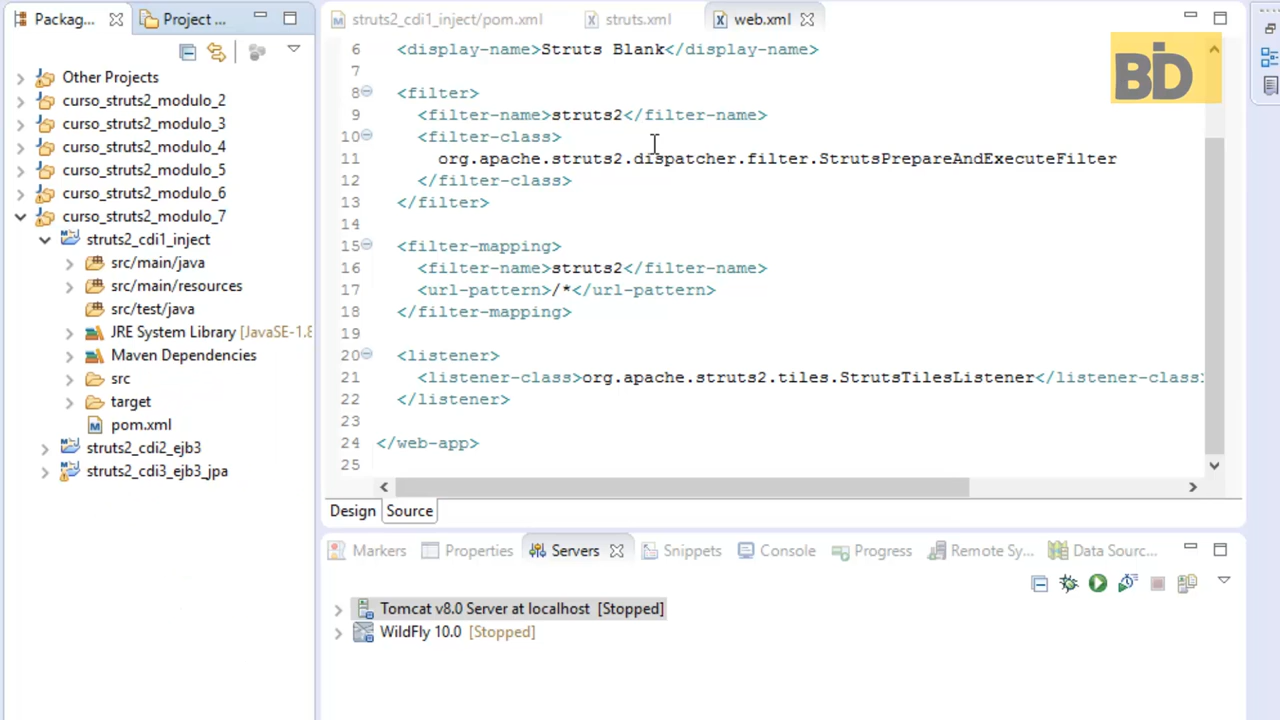 Packag...
Project ...
Other Projects
curso_struts2_modulo_2
curso_struts2_modulo_3
curso_struts2_modulo_4
curso_struts2_modulo_5
curso_struts2_modulo_6
curso_struts2_modulo_7
struts2_cdi1_inject
src/main/java
src/main/resources
src/test/java
JRE System Library [JavaSE-1.8
Maven Dependencies
src
target
pom.xml
struts2_cdi2_ejb3
struts2_cdi3_ejb3_jpa
struts2_cdi1_inject/pom.xml
struts.xml
web.xml
BD
6 <display-name>Struts Blank</display-name>
7
8 <filter>
9 <filter-name>struts2</filter-name>
10 <filter-class>
11 org.apache.struts2.dispatcher.filter.StrutsPrepareAndExecuteFilter
12 </filter-class>
13 </filter>
14
15 <filter-mapping>
16 <filter-name>struts2</filter-name>
17 <url-pattern>/*</url-pattern>
18 </filter-mapping>
19
20 <listener>
21 <listener-class>org.apache.struts2.tiles.StrutsTilesListener</listener-class>
22 </listener>
23
24 </web-app>
25
Design
Source
Markers
Properties
Servers
Snippets
Console
Progress
Remote Sy...
Data Sourc...
Tomcat v8.0 Server at localhost [Stopped]
WildFly 10.0 [Stopped]